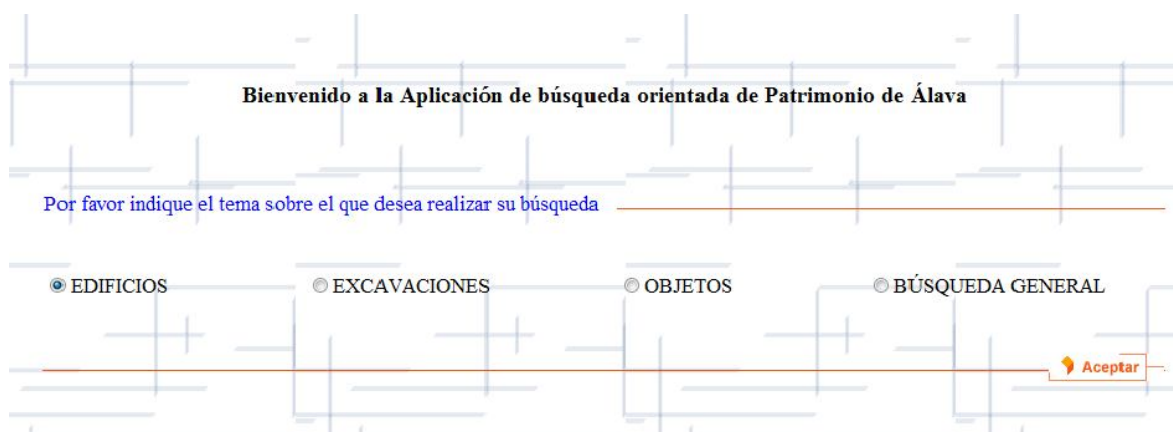 Bienvenido a la Aplicación de búsqueda orientada de Patrimonio de Álava
Por favor indique el tema sobre el que desea realizar su búsqueda
EDIFICIOS EXCAVACIONES OBJETOS BÚSQUEDA GENERAL
Aceptar